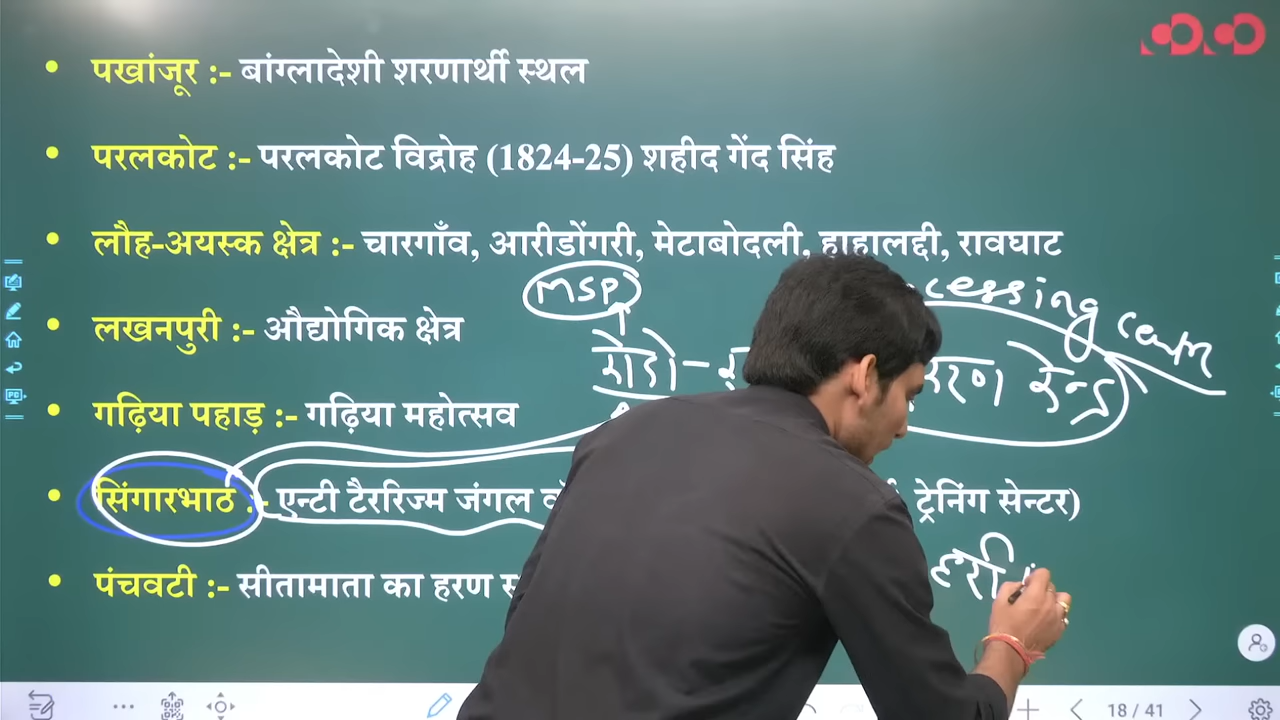 पखांजूर :- बांग्लादेशी शरणार्थी स्थल
परलकोट :- परलकोट विद्रोह (1824-25) शहीद गेंद सिंह
लौह-अयस्क क्षेत्र :- चारगाँव, आरीडोंगरी, मेटाबोदली, हाहालद्दी, रावघाट
MSP
cessing
लखनपुरी :- औद्योगिक क्षेत्र
कोदो-
गढ़िया पहाड़ :- गढ़िया महोत्सव
सिंगारभाठ :- एन्टी टैररिज्म जंगल ट्रेनिंग सेन्टर)
पंचवटी :- सीतामाता का हरण
18 / 41